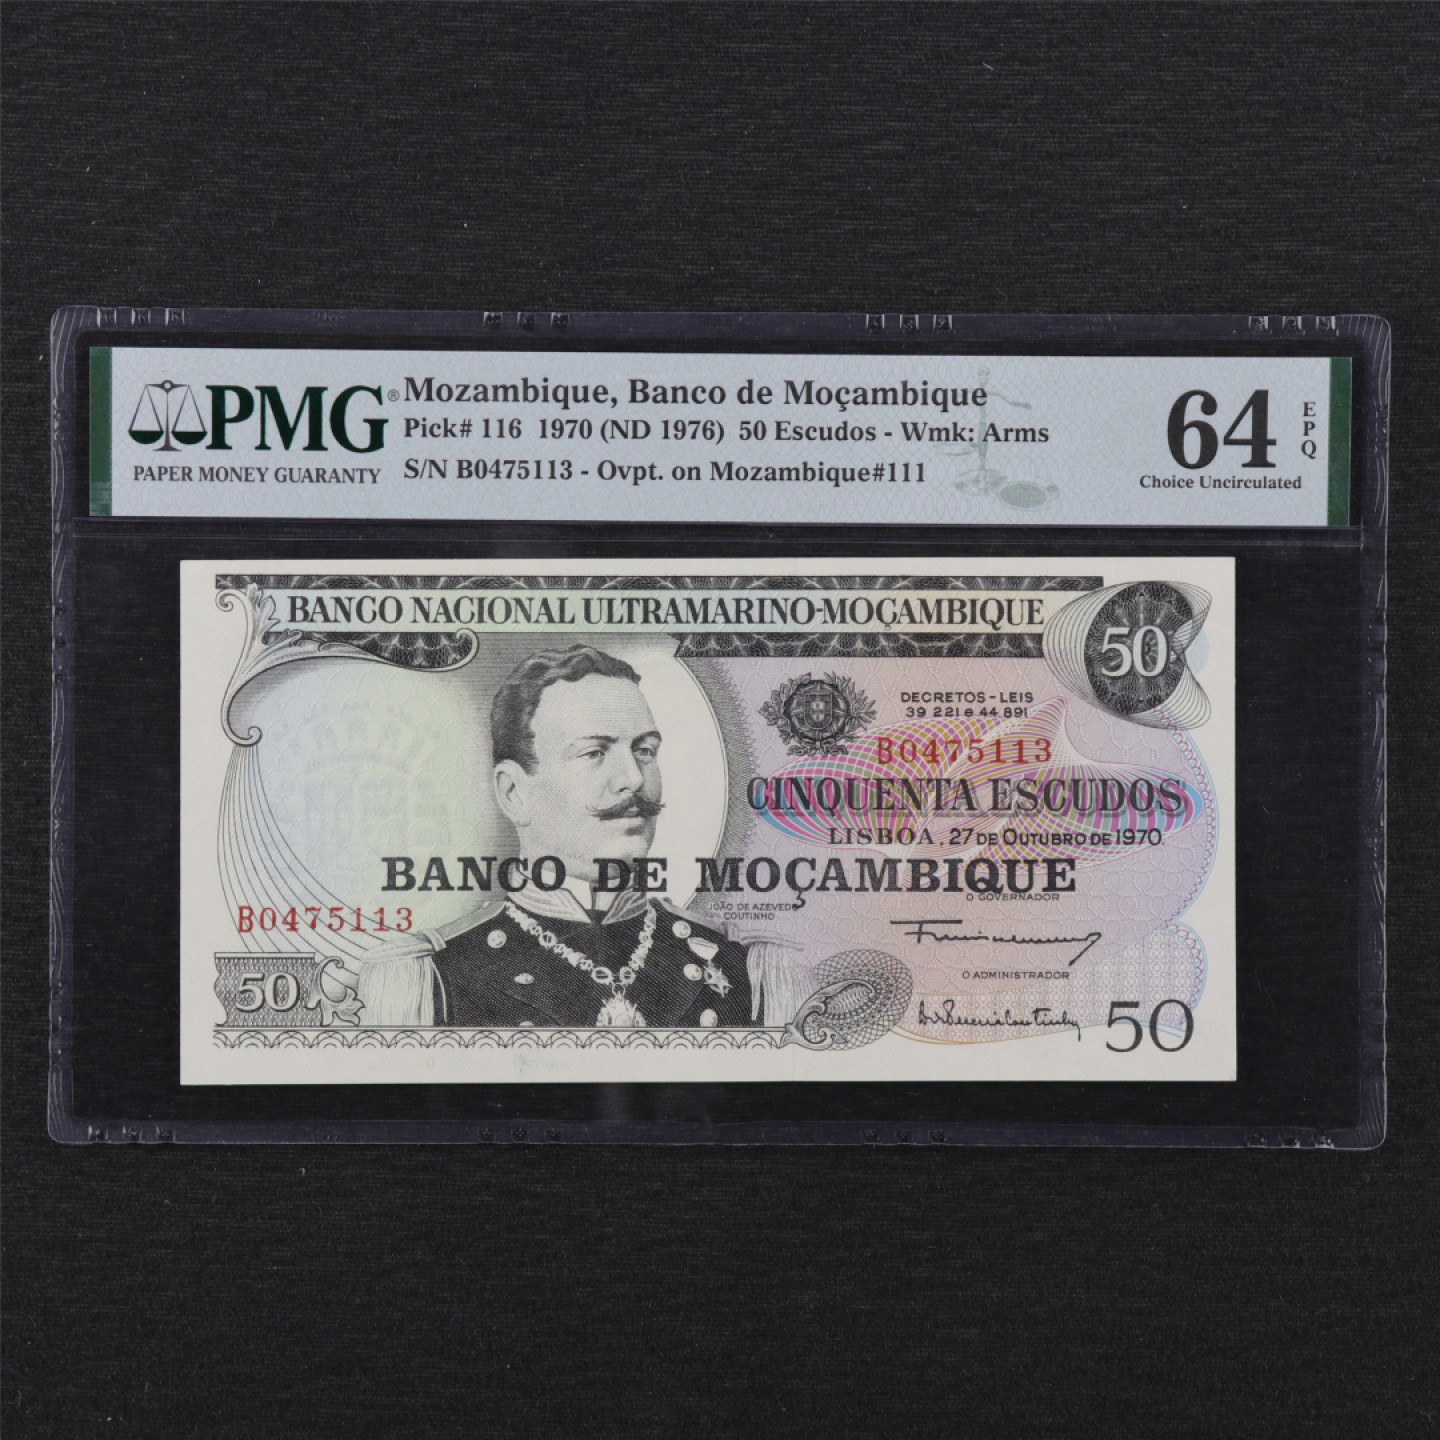 PMG®
PAPER MONEY GUARANTY
Mozambique, Banco de Moçambique
Pick# 116 1970 (ND 1976) 50 Escudos - Wmk: Arms
S/N B0475113 - Ovpt. on Mozambique#111
64
EPQ
Choice Uncirculated
BANCO NACIONAL ULTRAMARINO-MOÇAMBIQUE
50
DECRETOS - LEIS
39 221 e 44 891
B0475113
CINQUENTA ESCUDOS
LISBOA, 27 DE OUTUBRO DE 1970.
BANCO DE MOÇAMBIQUE
O GOVERNADOR
JOÃO DE AZEVEDO
COUTINHO
B0475113
O ADMINISTRADOR
50
50